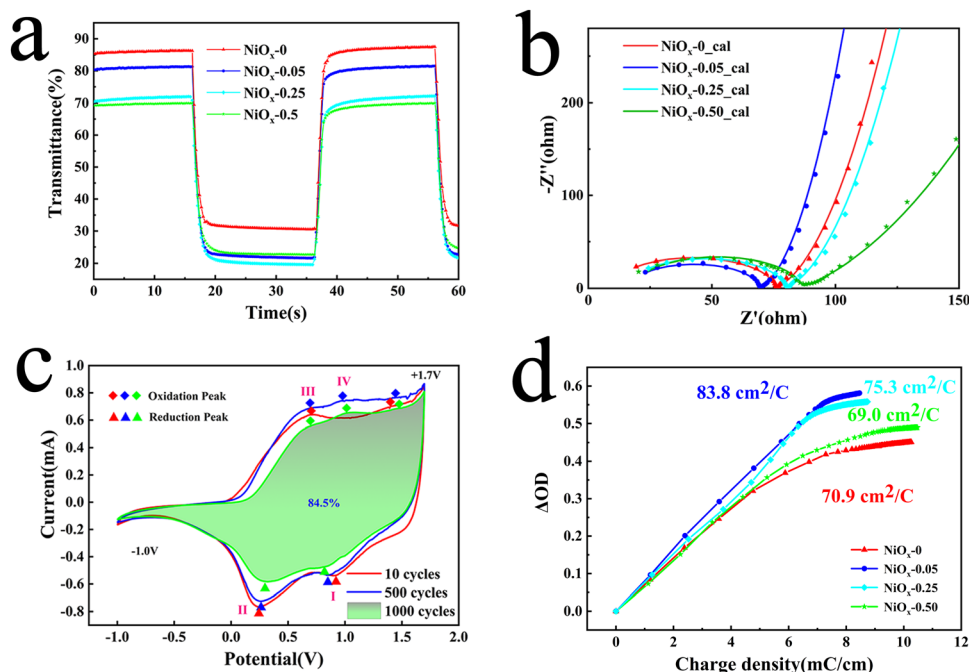 a
Transmittance(%)
90
80
70
60
50
40
30
20
10
NiOx-0
NiOx-0.05
NiOx-0.25
NiOx-0.5
0
10
20
30
40
50
60
Time(s)
b
-Z''(ohm)
200
100
0
NiOx-0_cal
NiOx-0.05_cal
NiOx-0.25_cal
NiOx-0.50_cal
0
50
100
150
Z'(ohm)
c
Current(mA)
1.0
0.8
0.6
0.4
0.2
0.0
-0.2
-0.4
-0.6
-0.8
Oxidation Peak
Reduction Peak
III
IV
+1.7V
84.5%
-1.0V
II
I
10 cycles
500 cycles
1000 cycles
-1.0
-0.5
0.0
0.5
1.0
1.5
2.0
Potential(V)
d
ΔOD
0.6
0.5
0.4
0.3
0.2
0.1
0.0
83.8 cm2/C
75.3 cm2/C
69.0 cm2/C
70.9 cm2/C
NiOx-0
NiOx-0.05
NiOx-0.25
NiOx-0.50
0
2
4
6
8
10
12
Charge density(mC/cm)